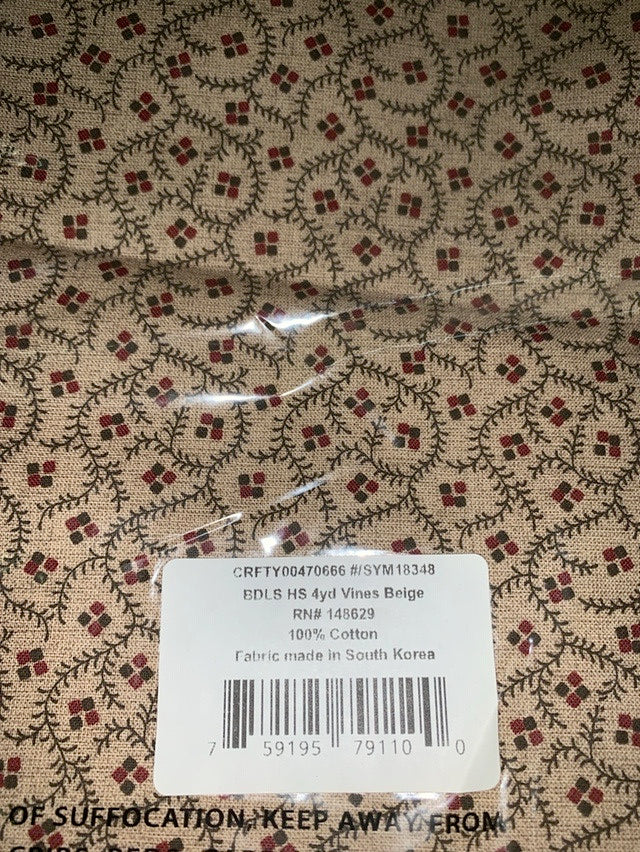 CRFTY00470666 #/SYM18348
BDLS HS 4yd Vines Beige
RN# 148629
100% Cotton
Fabric made in South Korea
7 59195 79110 0
OF SUFFOCATION, KEEP AWAY FROM